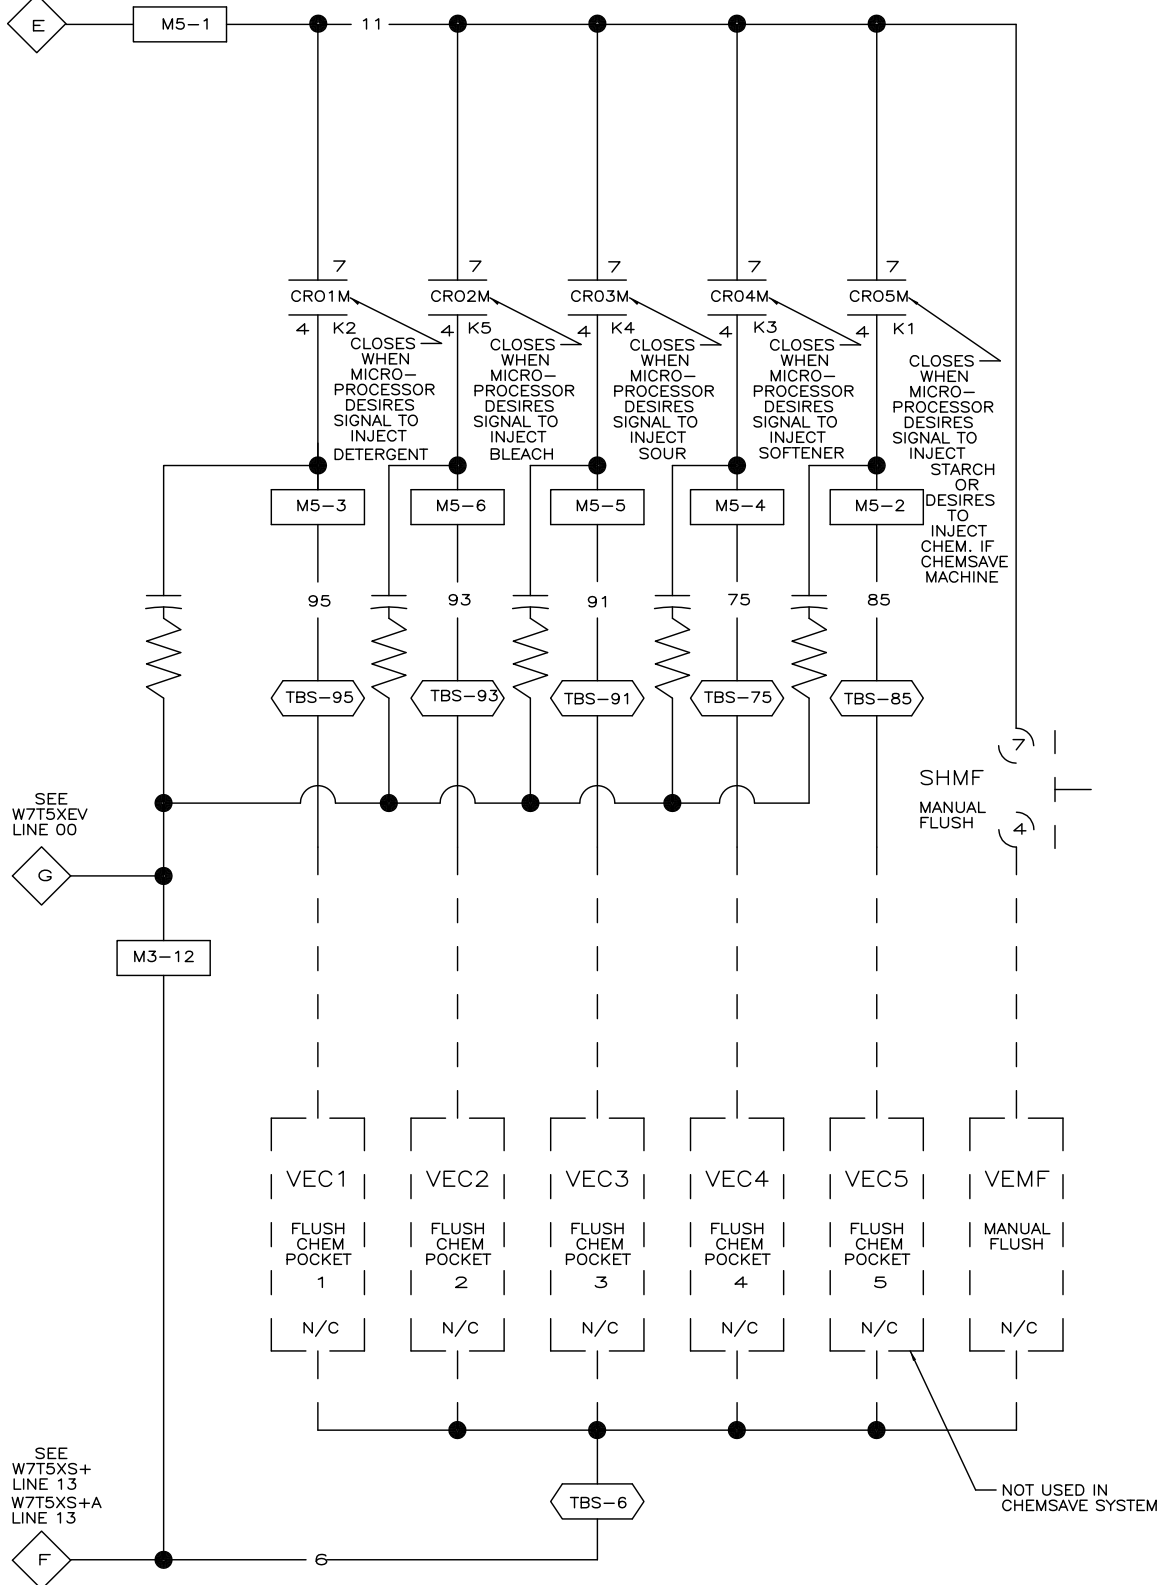 E
M5-1
11
7
7
7
7
7
CR01M
CR02M
CR03M
CR04M
CR05M
4 K2
4 K5
4 K4
4 K3
4 K1
CLOSES
WHEN
MICRO-
PROCESSOR
DESIRES
SIGNAL TO
INJECT
DETERGENT
CLOSES
WHEN
MICRO-
PROCESSOR
DESIRES
SIGNAL TO
INJECT
BLEACH
CLOSES
WHEN
MICRO-
PROCESSOR
DESIRES
SIGNAL TO
INJECT
SOUR
CLOSES
WHEN
MICRO-
PROCESSOR
DESIRES
SIGNAL TO
INJECT
SOFTENER
CLOSES
WHEN
MICRO-
PROCESSOR
DESIRES
SIGNAL TO
INJECT
STARCH
OR
DESIRES
TO
INJECT
CHEM. IF
CHEMSAVE
MACHINE
M5-3
M5-6
M5-5
M5-4
M5-2
95
93
91
75
85
TBS-95
TBS-93
TBS-91
TBS-75
TBS-85
7
SHMF
MANUAL
FLUSH
4
SEE
W7T5XEV
LINE 00
G
M3-12
VEC1
FLUSH
CHEM
POCKET
1
N/C
VEC2
FLUSH
CHEM
POCKET
2
N/C
VEC3
FLUSH
CHEM
POCKET
3
N/C
VEC4
FLUSH
CHEM
POCKET
4
N/C
VEC5
FLUSH
CHEM
POCKET
5
N/C
VEMF
MANUAL
FLUSH
N/C
NOT USED IN
CHEMSAVE SYSTEM
TBS-6
SEE
W7T5XS+
LINE 13
W7T5XS+A
LINE 13
F
6